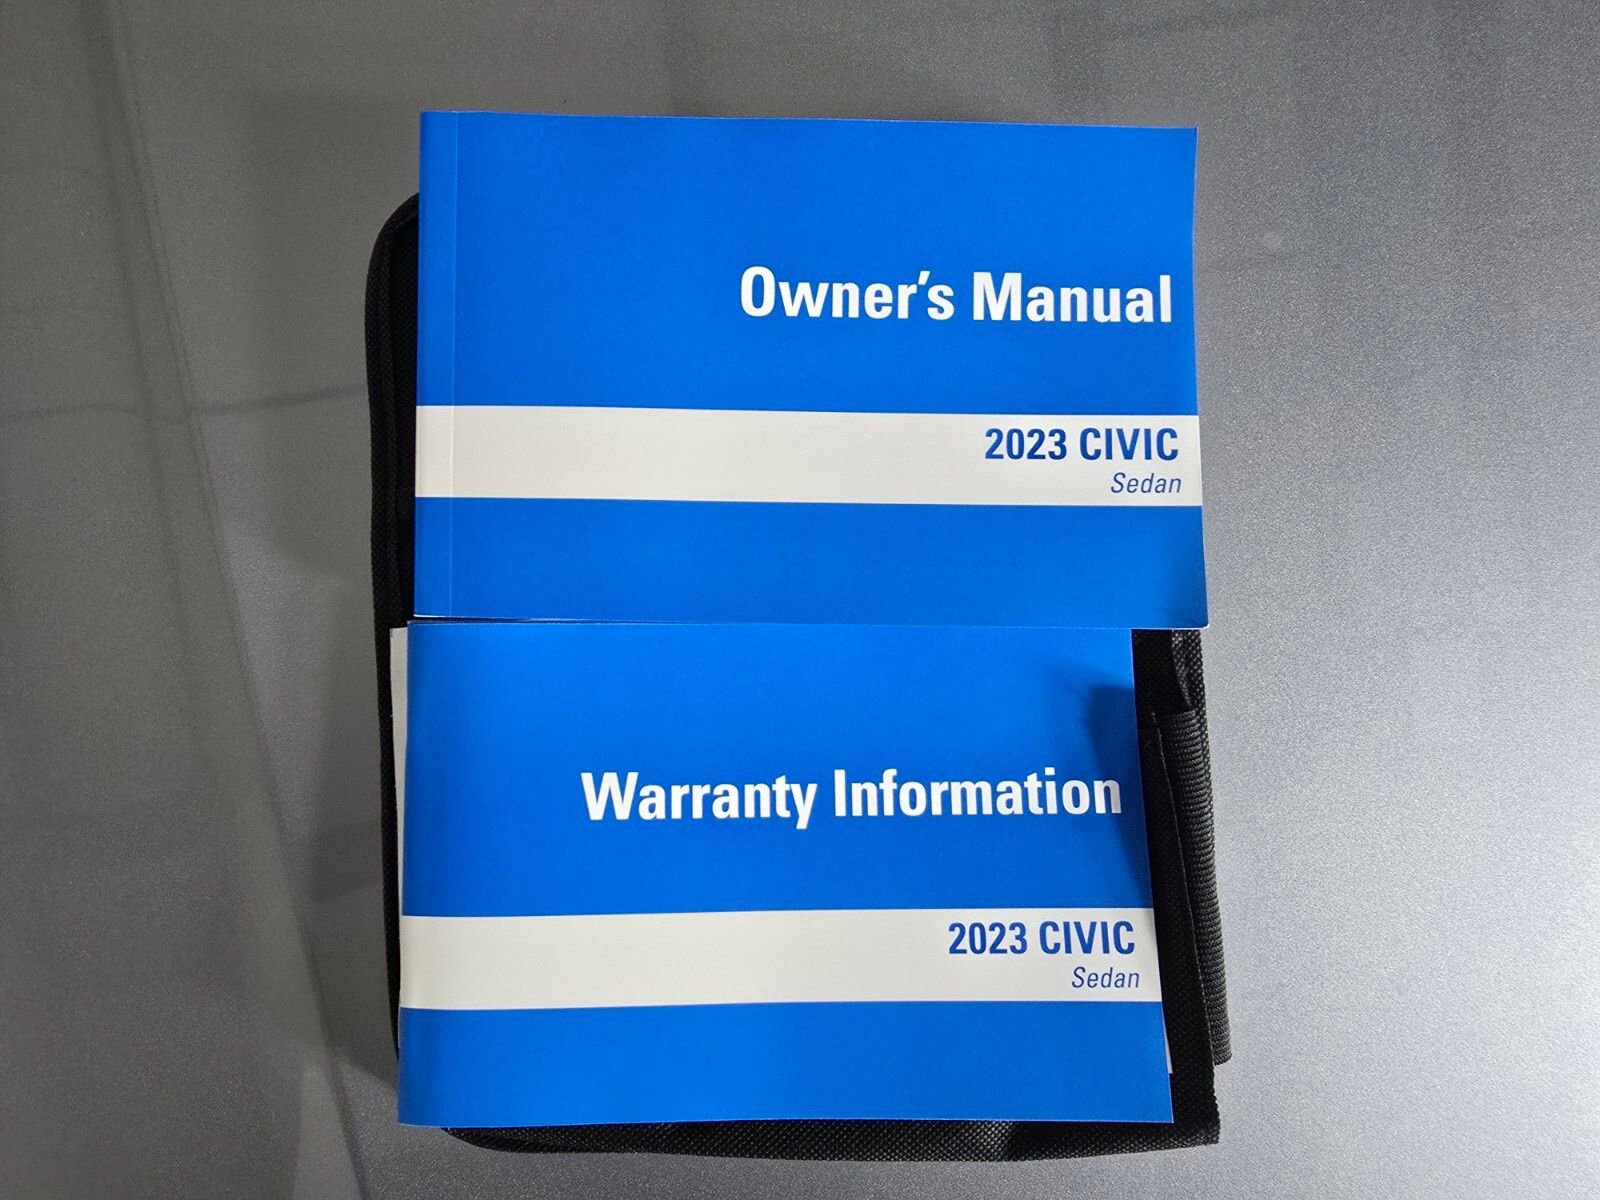 Owner's Manual
2023 CIVIC
Sedan
Warranty Information
2023 CIVIC
Sedan